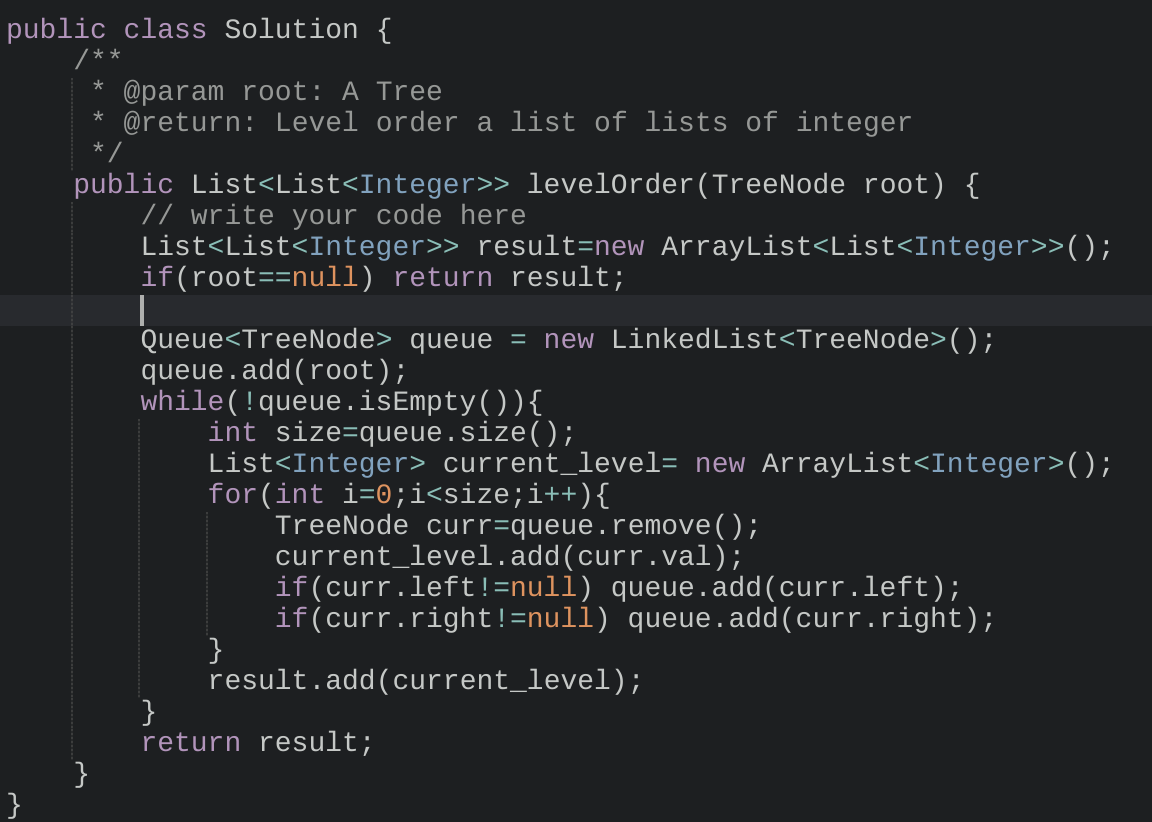 public class Solution {
    /**
     * @param root: A Tree
     * @return: Level order a list of lists of integer
     */
    public List<List<Integer>> levelOrder(TreeNode root) {
        // write your code here
        List<List<Integer>> result=new ArrayList<List<Integer>>();
        if(root==null) return result;

        Queue<TreeNode> queue = new LinkedList<TreeNode>();
        queue.add(root);
        while(!queue.isEmpty()){
            int size=queue.size();
            List<Integer> current_level= new ArrayList<Integer>();
            for(int i=0;i<size;i++){
                TreeNode curr=queue.remove();
                current_level.add(curr.val);
                if(curr.left!=null) queue.add(curr.left);
                if(curr.right!=null) queue.add(curr.right);
            }
            result.add(current_level);
        }
        return result;
    }
}